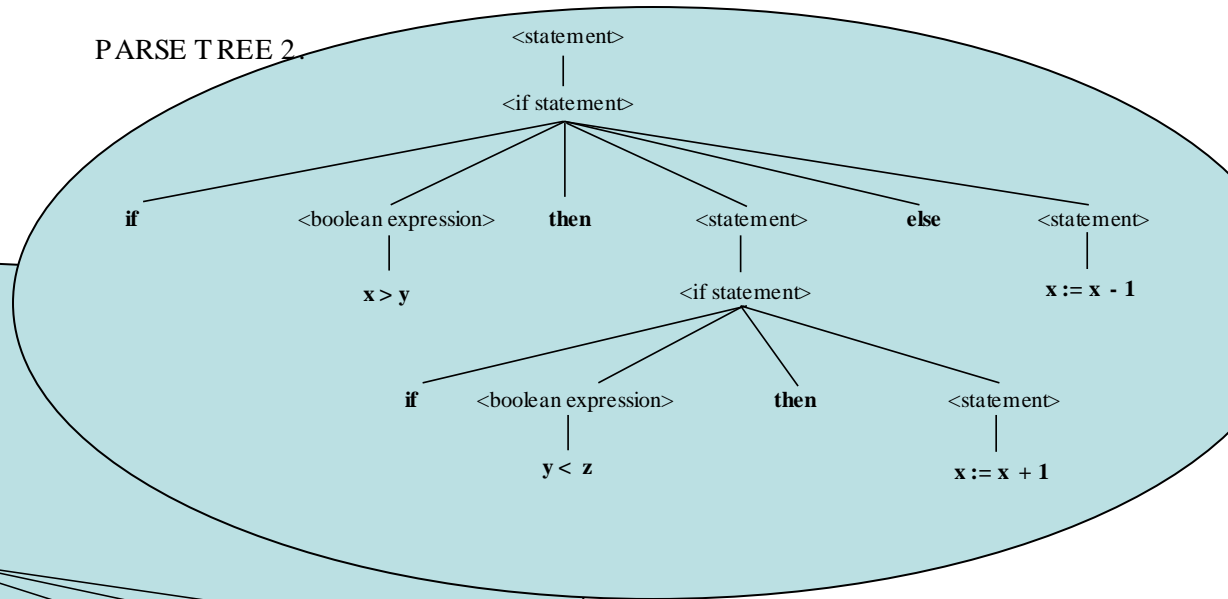 PARSE TREE 2.
<statement>
<if statement>
if <boolean expression> then <statement> else <statement>
x > y <if statement> x := x - 1
if <boolean expression> then <statement>
y < z x := x + 1